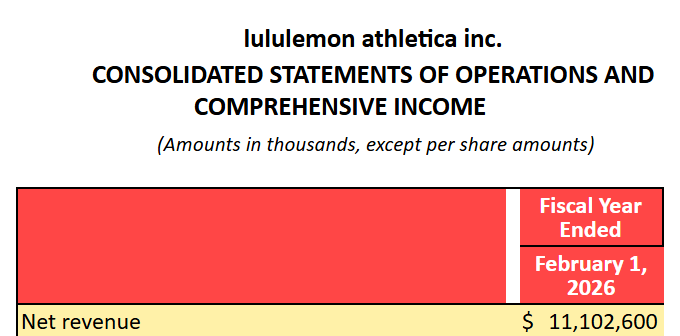 lululemon athletica inc.
CONSOLIDATED STATEMENTS OF OPERATIONS AND
COMPREHENSIVE INCOME
(Amounts in thousands, except per share amounts)
Fiscal Year
Ended
February 1,
2026
Net revenue $ 11,102,600